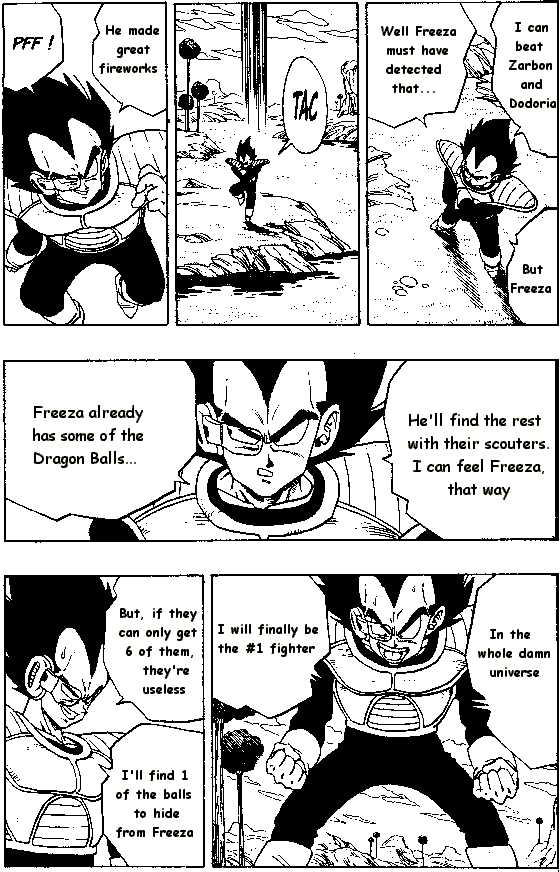 PFF !
He made
great
fireworks
TAC
Well Freeza
must have
detected
that...
I can
beat
Zarbon
and
Dodoria
But
Freeza
Freeza already
has some of the
Dragon Balls...
He'll find the rest
with their scouters.
I can feel Freeza,
that way
But, if they
can only get
6 of them,
they're
useless
I'll find 1
of the balls
to hide
from Freeza
I will finally be
the #1 fighter
In the
whole damn
universe